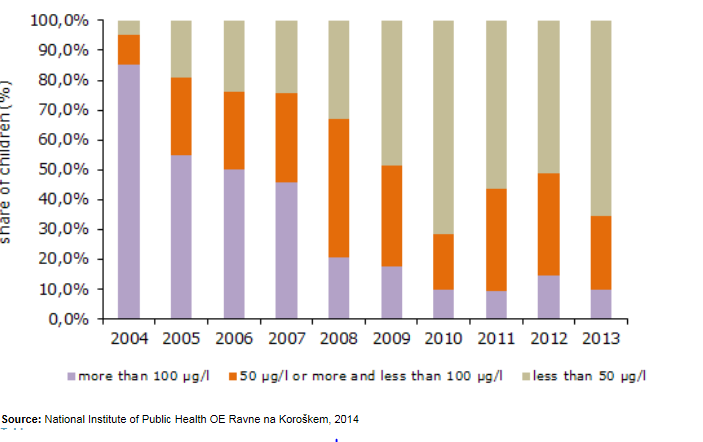 share of children (%)
100,0%
90,0%
80,0%
70,0%
60,0%
50,0%
40,0%
30,0%
20,0%
10,0%
0,0%
2004 2005 2006 2007 2008 2009 2010 2011 2012 2013
more than 100 µg/l 50 µg/l or more and less than 100 µg/l less than 50 µg/l
Source: National Institute of Public Health OE Ravne na Koroškem, 2014